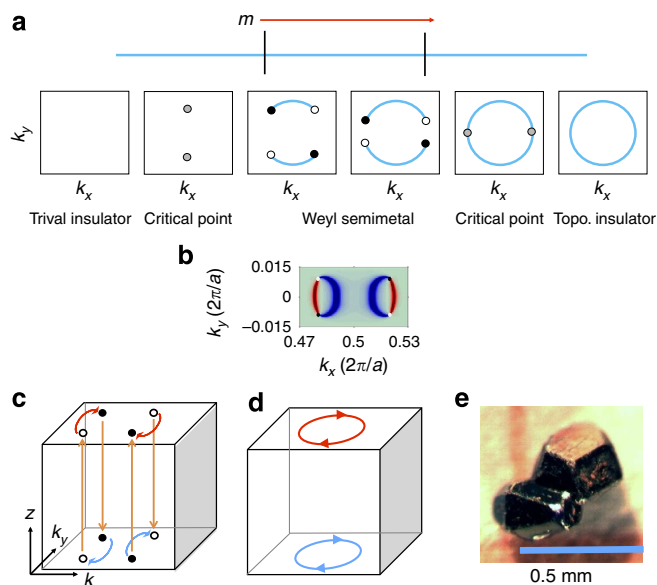 a
m
k_y
k_x k_x k_x k_x k_x k_x
Trival insulator Critical point Weyl semimetal Critical point Topo. insulator
b
k_y (2π/a)
0.015
0
−0.015
0.47 0.5 0.53
k_x (2π/a)
c d e
z
k_y
k
0.5 mm